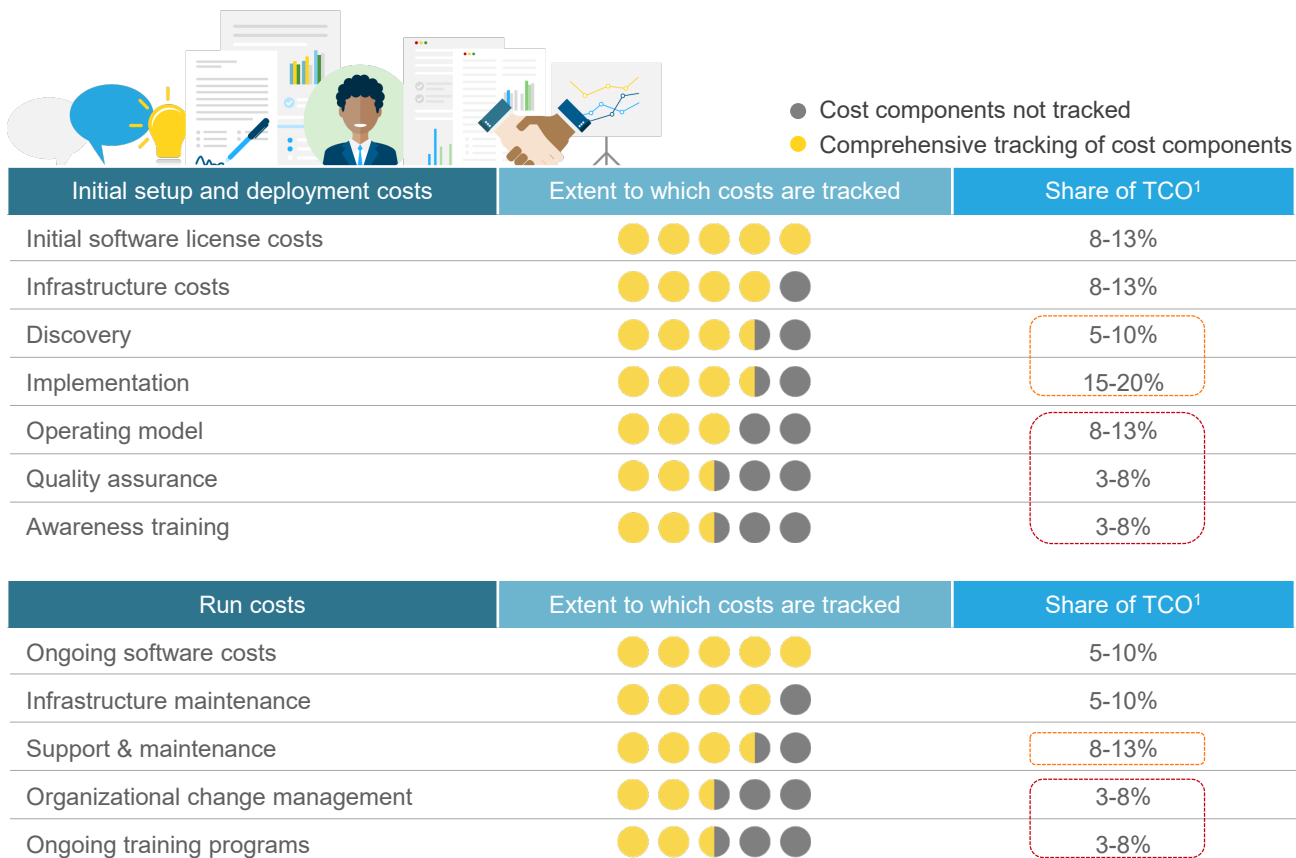 Cost components not tracked
Comprehensive tracking of cost components
Initial setup and deployment costs Extent to which costs are tracked Share of TCO¹
Initial software license costs 8-13%
Infrastructure costs 8-13%
Discovery 5-10%
Implementation 15-20%
Operating model 8-13%
Quality assurance 3-8%
Awareness training 3-8%
Run costs Extent to which costs are tracked Share of TCO¹
Ongoing software costs 5-10%
Infrastructure maintenance 5-10%
Support & maintenance 8-13%
Organizational change management 3-8%
Ongoing training programs 3-8%